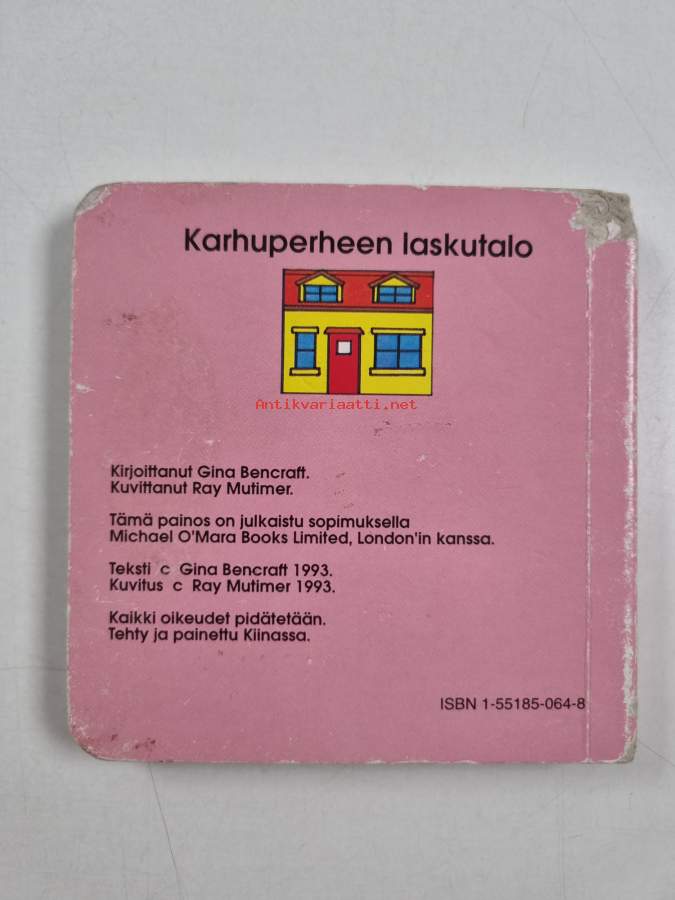 Karhuperheen laskutalo
Antikvariaatti.net
Kirjoittanut Gina Bencraft.
Kuvittanut Ray Mutimer.
Tämä painos on julkaistu sopimuksella
Michael O'Mara Books Limited, London'in kanssa.
Teksti c Gina Bencraft 1993.
Kuvitus c Ray Mutimer 1993.
Kaikki oikeudet pidätetään.
Tehty ja painettu Kiinassa.
ISBN 1-55185-064-8